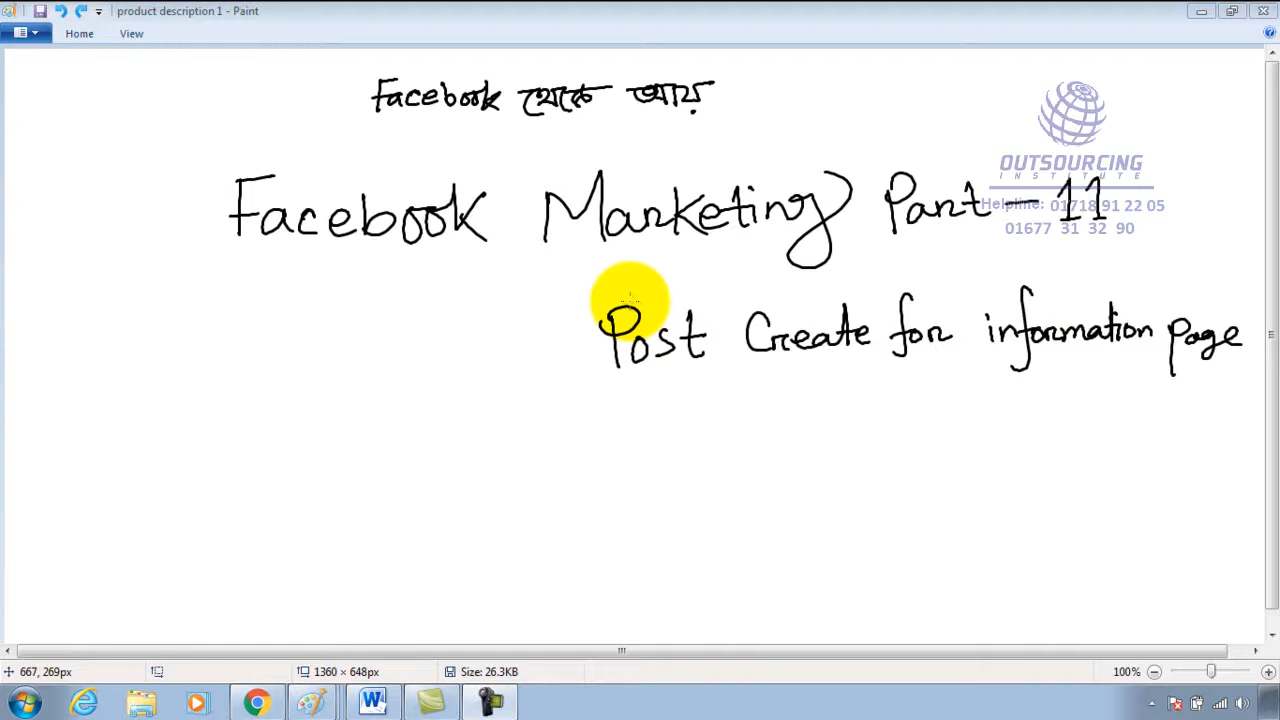 product description 1 - Paint
Home View
Facebook থেকে আয়
OUTSOURCING
INSTITUTE
Facebook Marketing Part - 11
Helpline: 01718 91 22 05
01677 31 32 90
Post Create for information page
667, 269px
1360 × 648px
Size: 26.3KB
100%